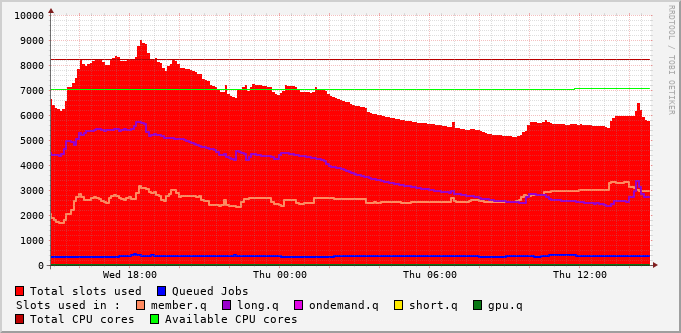 10000
9000
8000
7000
6000
5000
4000
3000
2000
1000
0
Wed 18:00 Thu 00:00 Thu 06:00 Thu 12:00
RRDTOOL / TOBI OETIKER
Total slots used Queued Jobs
Slots used in : member.q long.q ondemand.q short.q gpu.q
Total CPU cores Available CPU cores